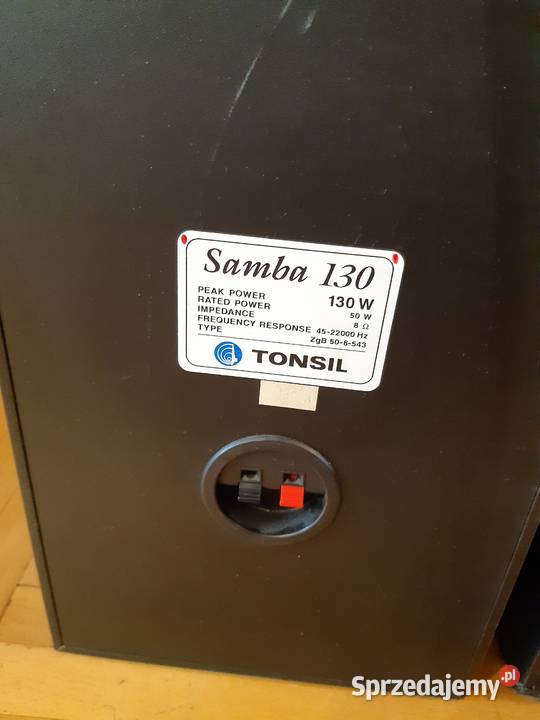 Samba 130
PEAK POWER 130 W
RATED POWER 50 W
IMPEDANCE 8 Ω
FREQUENCY RESPONSE 45-22000 Hz
TYPE ZgB 50-8-543
TONSIL
Sprzedajemy.pl